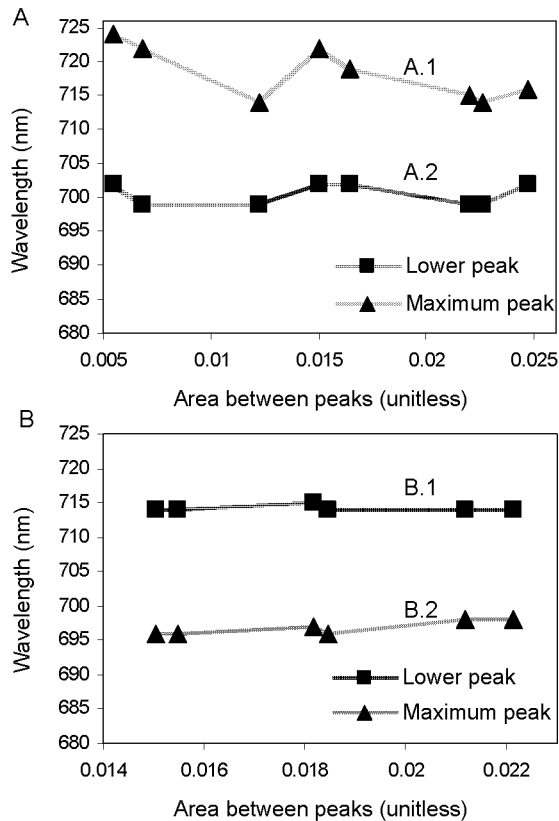 A
725
720
715
710
705
700
695
690
685
680
Wavelength (nm)
A.1
A.2
Lower peak
Maximum peak
0.005 0.01 0.015 0.02 0.025
Area between peaks (unitless)
B
725
720
715
710
705
700
695
690
685
680
Wavelength (nm)
B.1
B.2
Lower peak
Maximum peak
0.014 0.016 0.018 0.02 0.022
Area between peaks (unitless)